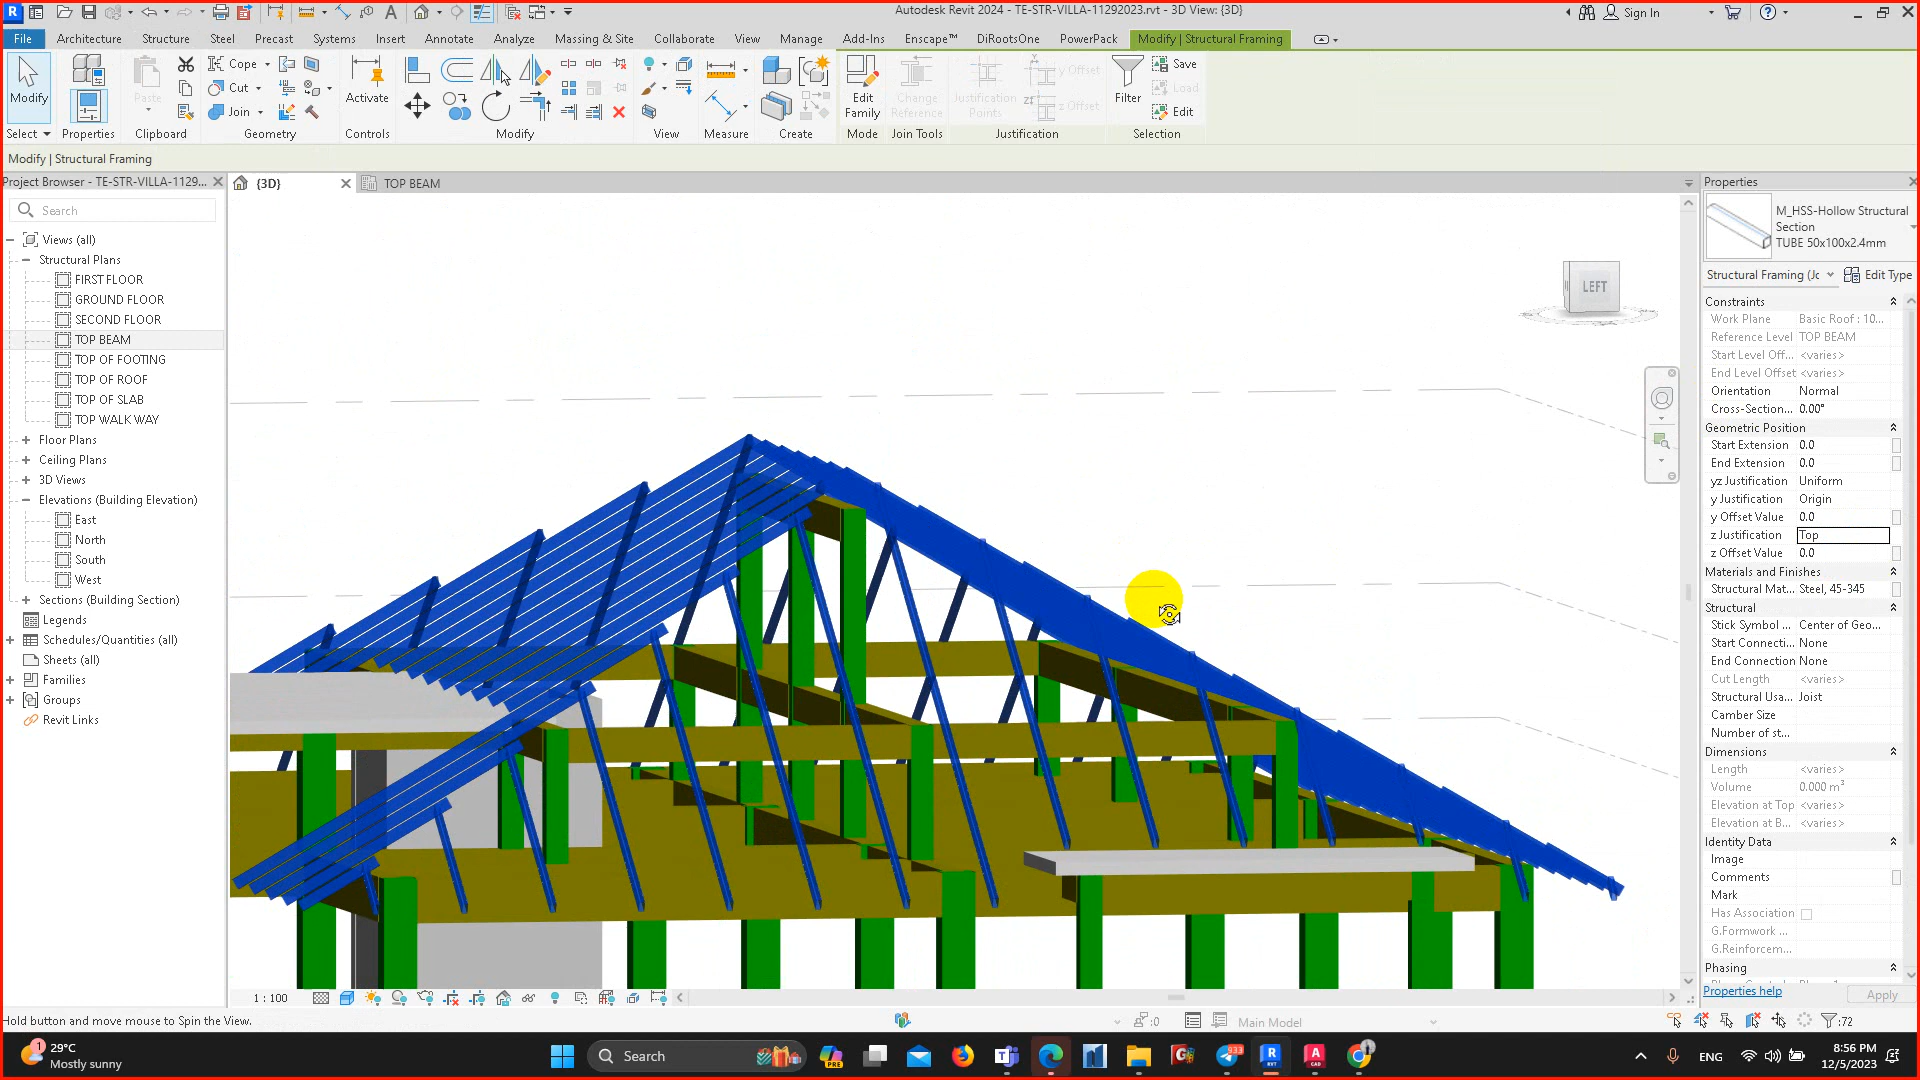 Autodesk Revit 2024 - TE-STR-VILLA-11292023.rvt - 3D View: {3D}
Sign In
File Architecture Structure Steel Precast Systems Insert Annotate Analyze Massing & Site Collaborate View Manage Add-Ins Enscape™ DiRootsOne PowerPack Modify | Structural Framing
Modify
Properties
Paste
Cope
Cut
Join
Activate
Edit Family
Change Reference
Justification Points
y Offset
z Offset
Filter
Save
Load
Edit
Select Properties Clipboard Geometry Controls Modify View Measure Create Mode Join Tools Justification Selection
Modify | Structural Framing
Project Browser - TE-STR-VILLA-1129...
{3D}
TOP BEAM
Search
Views (all)
Structural Plans
FIRST FLOOR
GROUND FLOOR
SECOND FLOOR
TOP BEAM
TOP OF FOOTING
TOP OF ROOF
TOP OF SLAB
TOP WALK WAY
Floor Plans
Ceiling Plans
3D Views
Elevations (Building Elevation)
East
North
South
West
Sections (Building Section)
Legends
Schedules/Quantities (all)
Sheets (all)
Families
Groups
Revit Links
LEFT
Properties
M_HSS-Hollow Structural
Section
TUBE 50x100x2.4mm
Structural Framing (Jc
Edit Type
Constraints
Work Plane Basic Roof : 10...
Reference Level TOP BEAM
Start Level Off... <varies>
End Level Offset <varies>
Orientation Normal
Cross-Section... 0.00°
Geometric Position
Start Extension 0.0
End Extension 0.0
yz Justification Uniform
y Justification Origin
y Offset Value 0.0
z Justification Top
z Offset Value 0.0
Materials and Finishes
Structural Mat... Steel, 45-345
Structural
Stick Symbol ... Center of Geo...
Start Connecti... None
End Connection None
Cut Length <varies>
Structural Usa... Joist
Camber Size
Number of st...
Dimensions
Length <varies>
Volume 0.000 m³
Elevation at Top <varies>
Elevation at B... <varies>
Identity Data
Image
Comments
Mark
Has Association
G.Formwork ...
G.Reinforcem...
Phasing
Properties help
Apply
1 : 100
Hold button and move mouse to Spin the View.
:0
Main Model
:72
29°C
Mostly sunny
Search
PRE
ENG
8:56 PM
12/5/2023